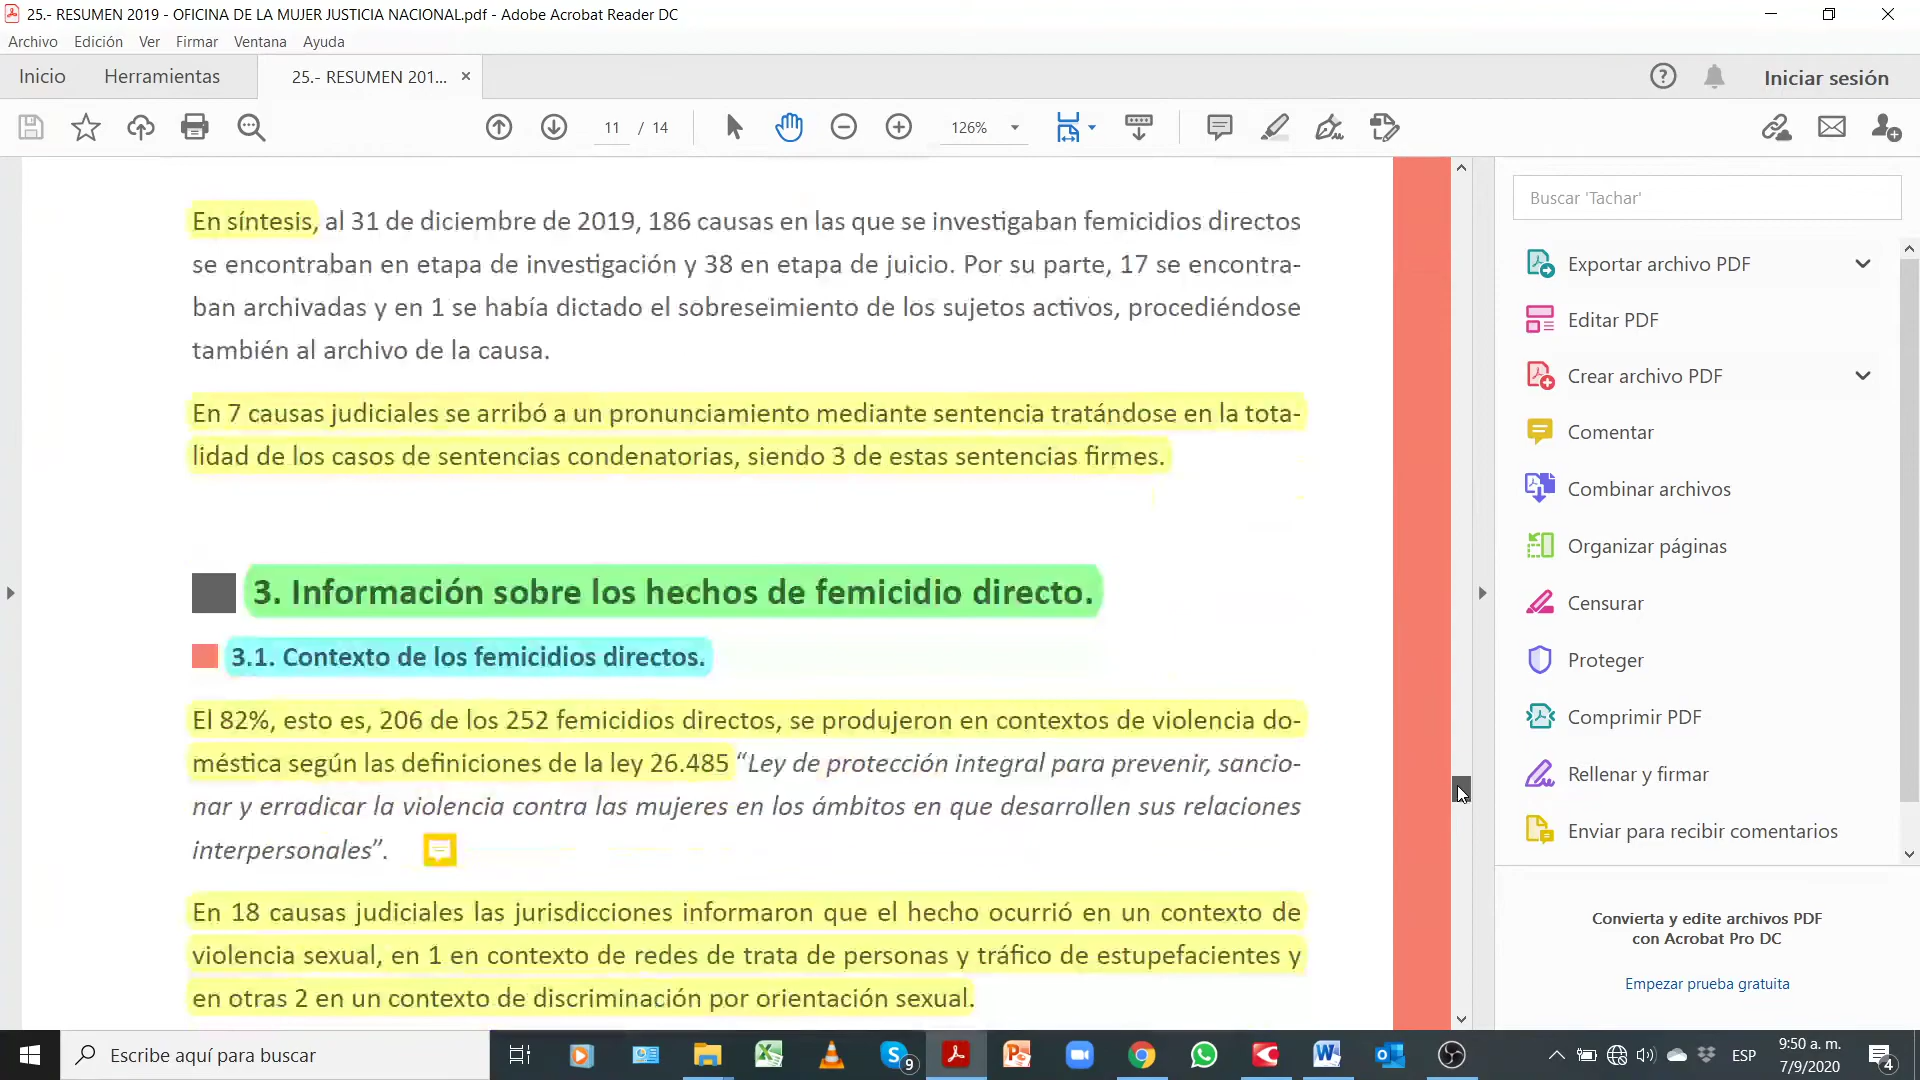 25.- RESUMEN 2019 - OFICINA DE LA MUJER JUSTICIA NACIONAL.pdf - Adobe Acrobat Reader DC
Archivo Edición Ver Firmar Ventana Ayuda
Inicio Herramientas 25.- RESUMEN 201... × Iniciar sesión
11 / 14 126%
En síntesis, al 31 de diciembre de 2019, 186 causas en las que se investigaban femicidios directos
se encontraban en etapa de investigación y 38 en etapa de juicio. Por su parte, 17 se encontra-
ban archivadas y en 1 se había dictado el sobreseimiento de los sujetos activos, procediéndose
también al archivo de la causa.
En 7 causas judiciales se arribó a un pronunciamiento mediante sentencia tratándose en la tota-
lidad de los casos de sentencias condenatorias, siendo 3 de estas sentencias firmes.
3. Información sobre los hechos de femicidio directo.
3.1. Contexto de los femicidios directos.
El 82%, esto es, 206 de los 252 femicidios directos, se produjeron en contextos de violencia do-
méstica según las definiciones de la ley 26.485 “Ley de protección integral para prevenir, sancio-
nar y erradicar la violencia contra las mujeres en los ámbitos en que desarrollen sus relaciones
interpersonales”.
En 18 causas judiciales las jurisdicciones informaron que el hecho ocurrió en un contexto de
violencia sexual, en 1 en contexto de redes de trata de personas y tráfico de estupefacientes y
en otras 2 en un contexto de discriminación por orientación sexual.
Buscar 'Tachar'
Exportar archivo PDF
Editar PDF
Crear archivo PDF
Comentar
Combinar archivos
Organizar páginas
Censurar
Proteger
Comprimir PDF
Rellenar y firmar
Enviar para recibir comentarios
Convierta y edite archivos PDF
con Acrobat Pro DC
Empezar prueba gratuita
Escribe aquí para buscar
9
ESP
9:50 a. m.
7/9/2020
4